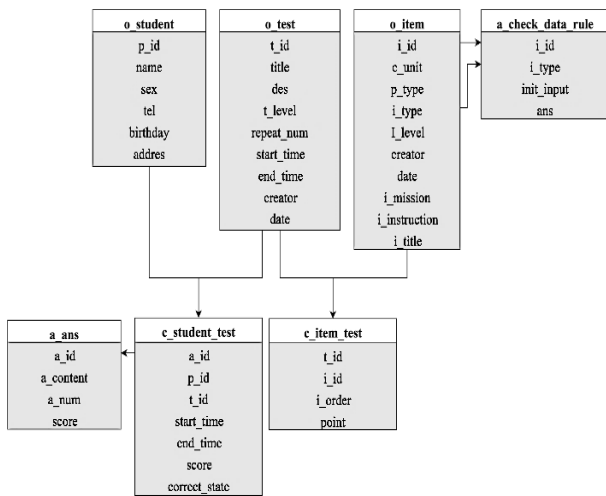 o_student
p_id
name
sex
tel
birthday
addres
o_test
t_id
title
des
t_level
repeat_num
start_time
end_time
creator
date
o_item
i_id
c_unit
p_type
i_type
I_level
creator
date
i_mission
i_instruction
i_title
a_check_data_rule
i_id
i_type
init_input
ans
a_ans
a_id
a_content
a_num
score
c_student_test
a_id
p_id
t_id
start_time
end_time
score
correct_state
c_item_test
t_id
i_id
i_order
point